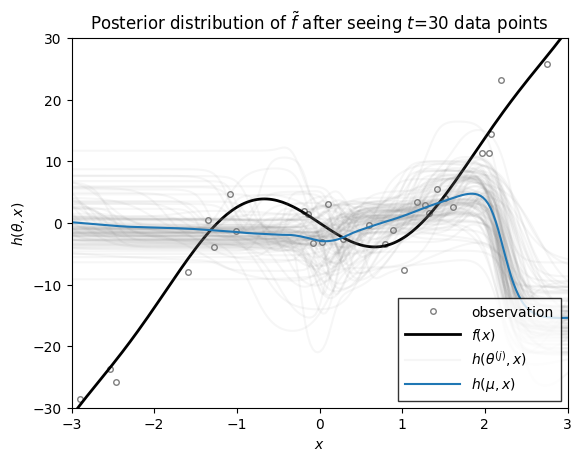 Posterior distribution of f̃ after seeing t=30 data points
30
20
10
0
−10
−20
−30
h(θ, x)
−3
−2
−1
0
1
2
3
x
observation
f(x)
h(θ⁽ʲ⁾, x)
h(μ, x)